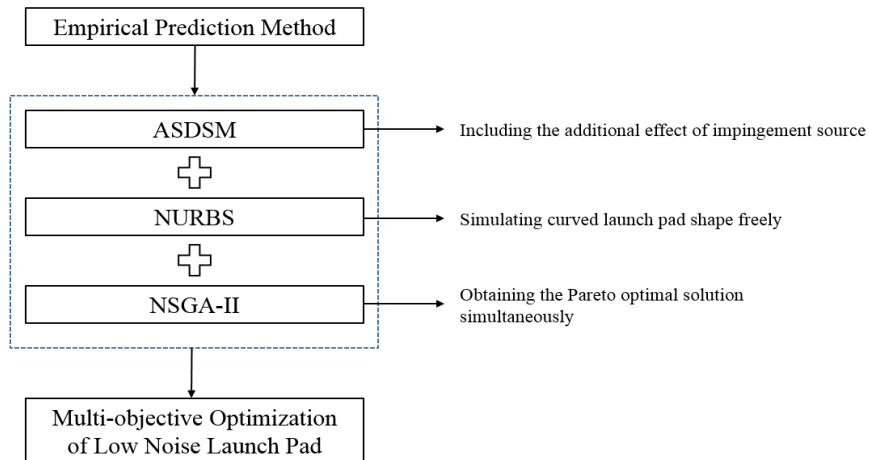 Empirical Prediction Method
ASDSM
Including the additional effect of impingement source
NURBS
Simulating curved launch pad shape freely
NSGA-II
Obtaining the Pareto optimal solution
simultaneously
Multi-objective Optimization
of Low Noise Launch Pad